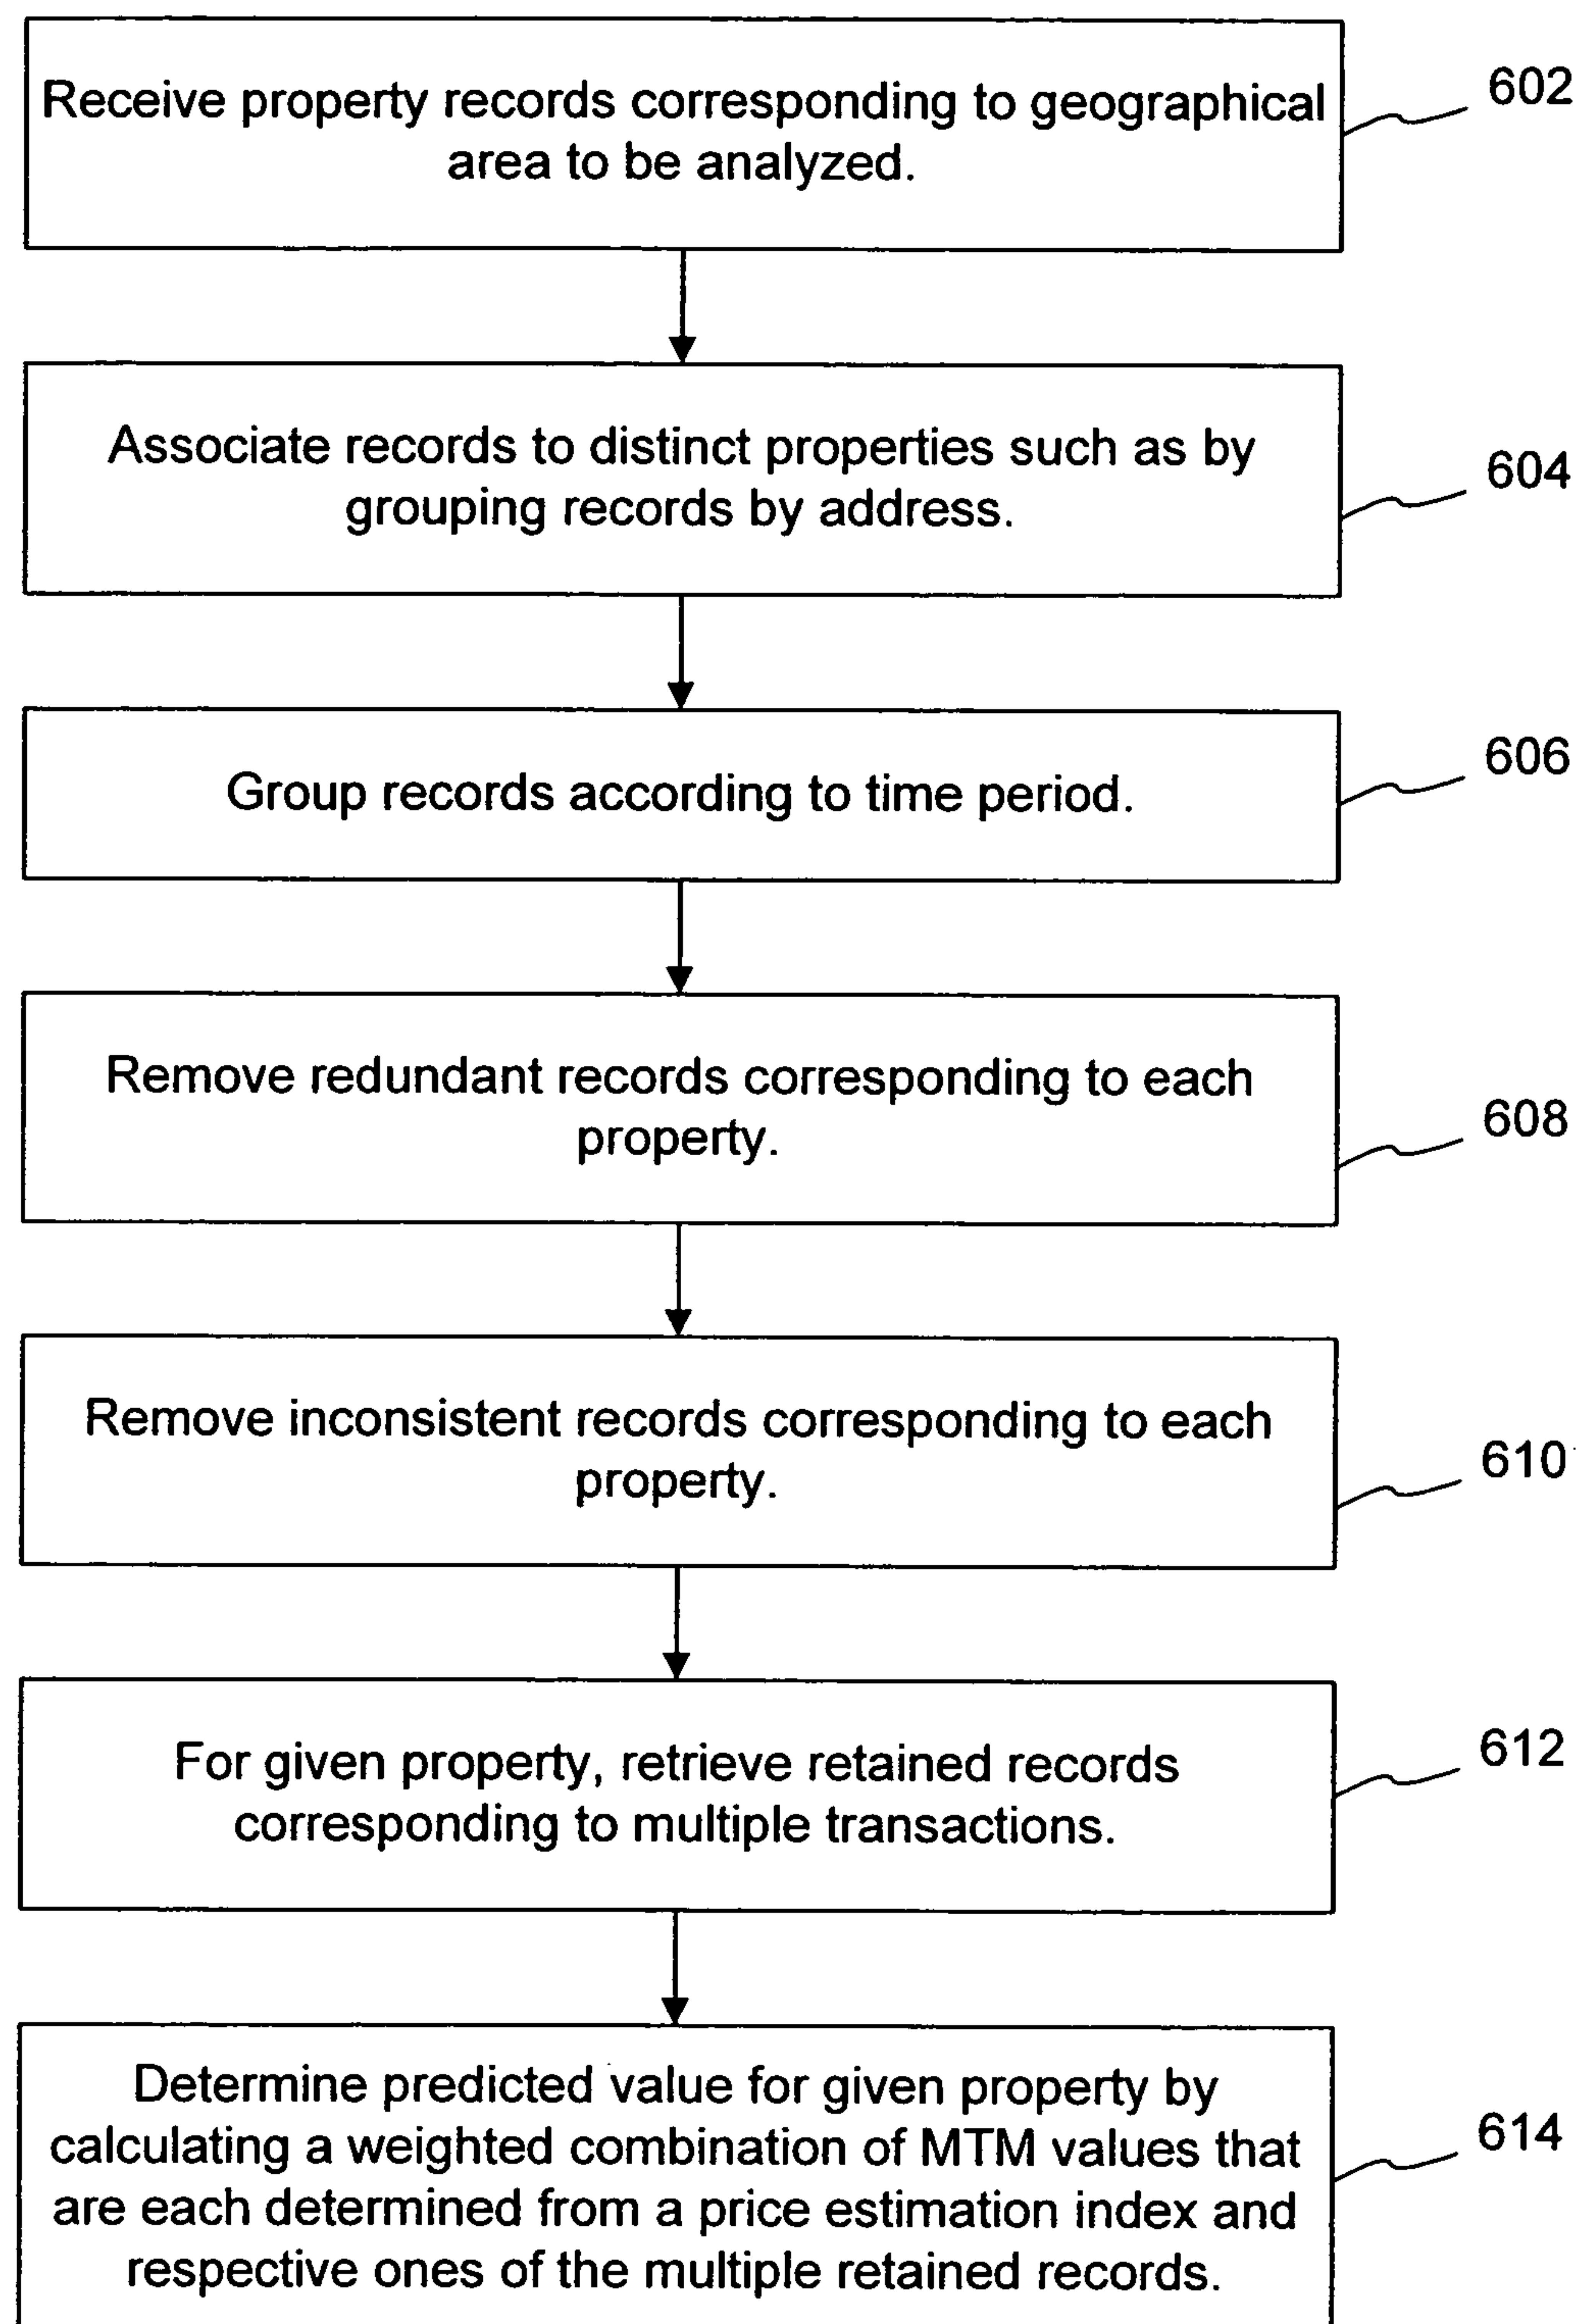 Receive property records corresponding to geographical
area to be analyzed.
602
Associate records to distinct properties such as by
grouping records by address.
604
Group records according to time period.
606
Remove redundant records corresponding to each
property.
608
Remove inconsistent records corresponding to each
property.
610
For given property, retrieve retained records
corresponding to multiple transactions.
612
Determine predicted value for given property by
calculating a weighted combination of MTM values that
are each determined from a price estimation index and
respective ones of the multiple retained records.
614